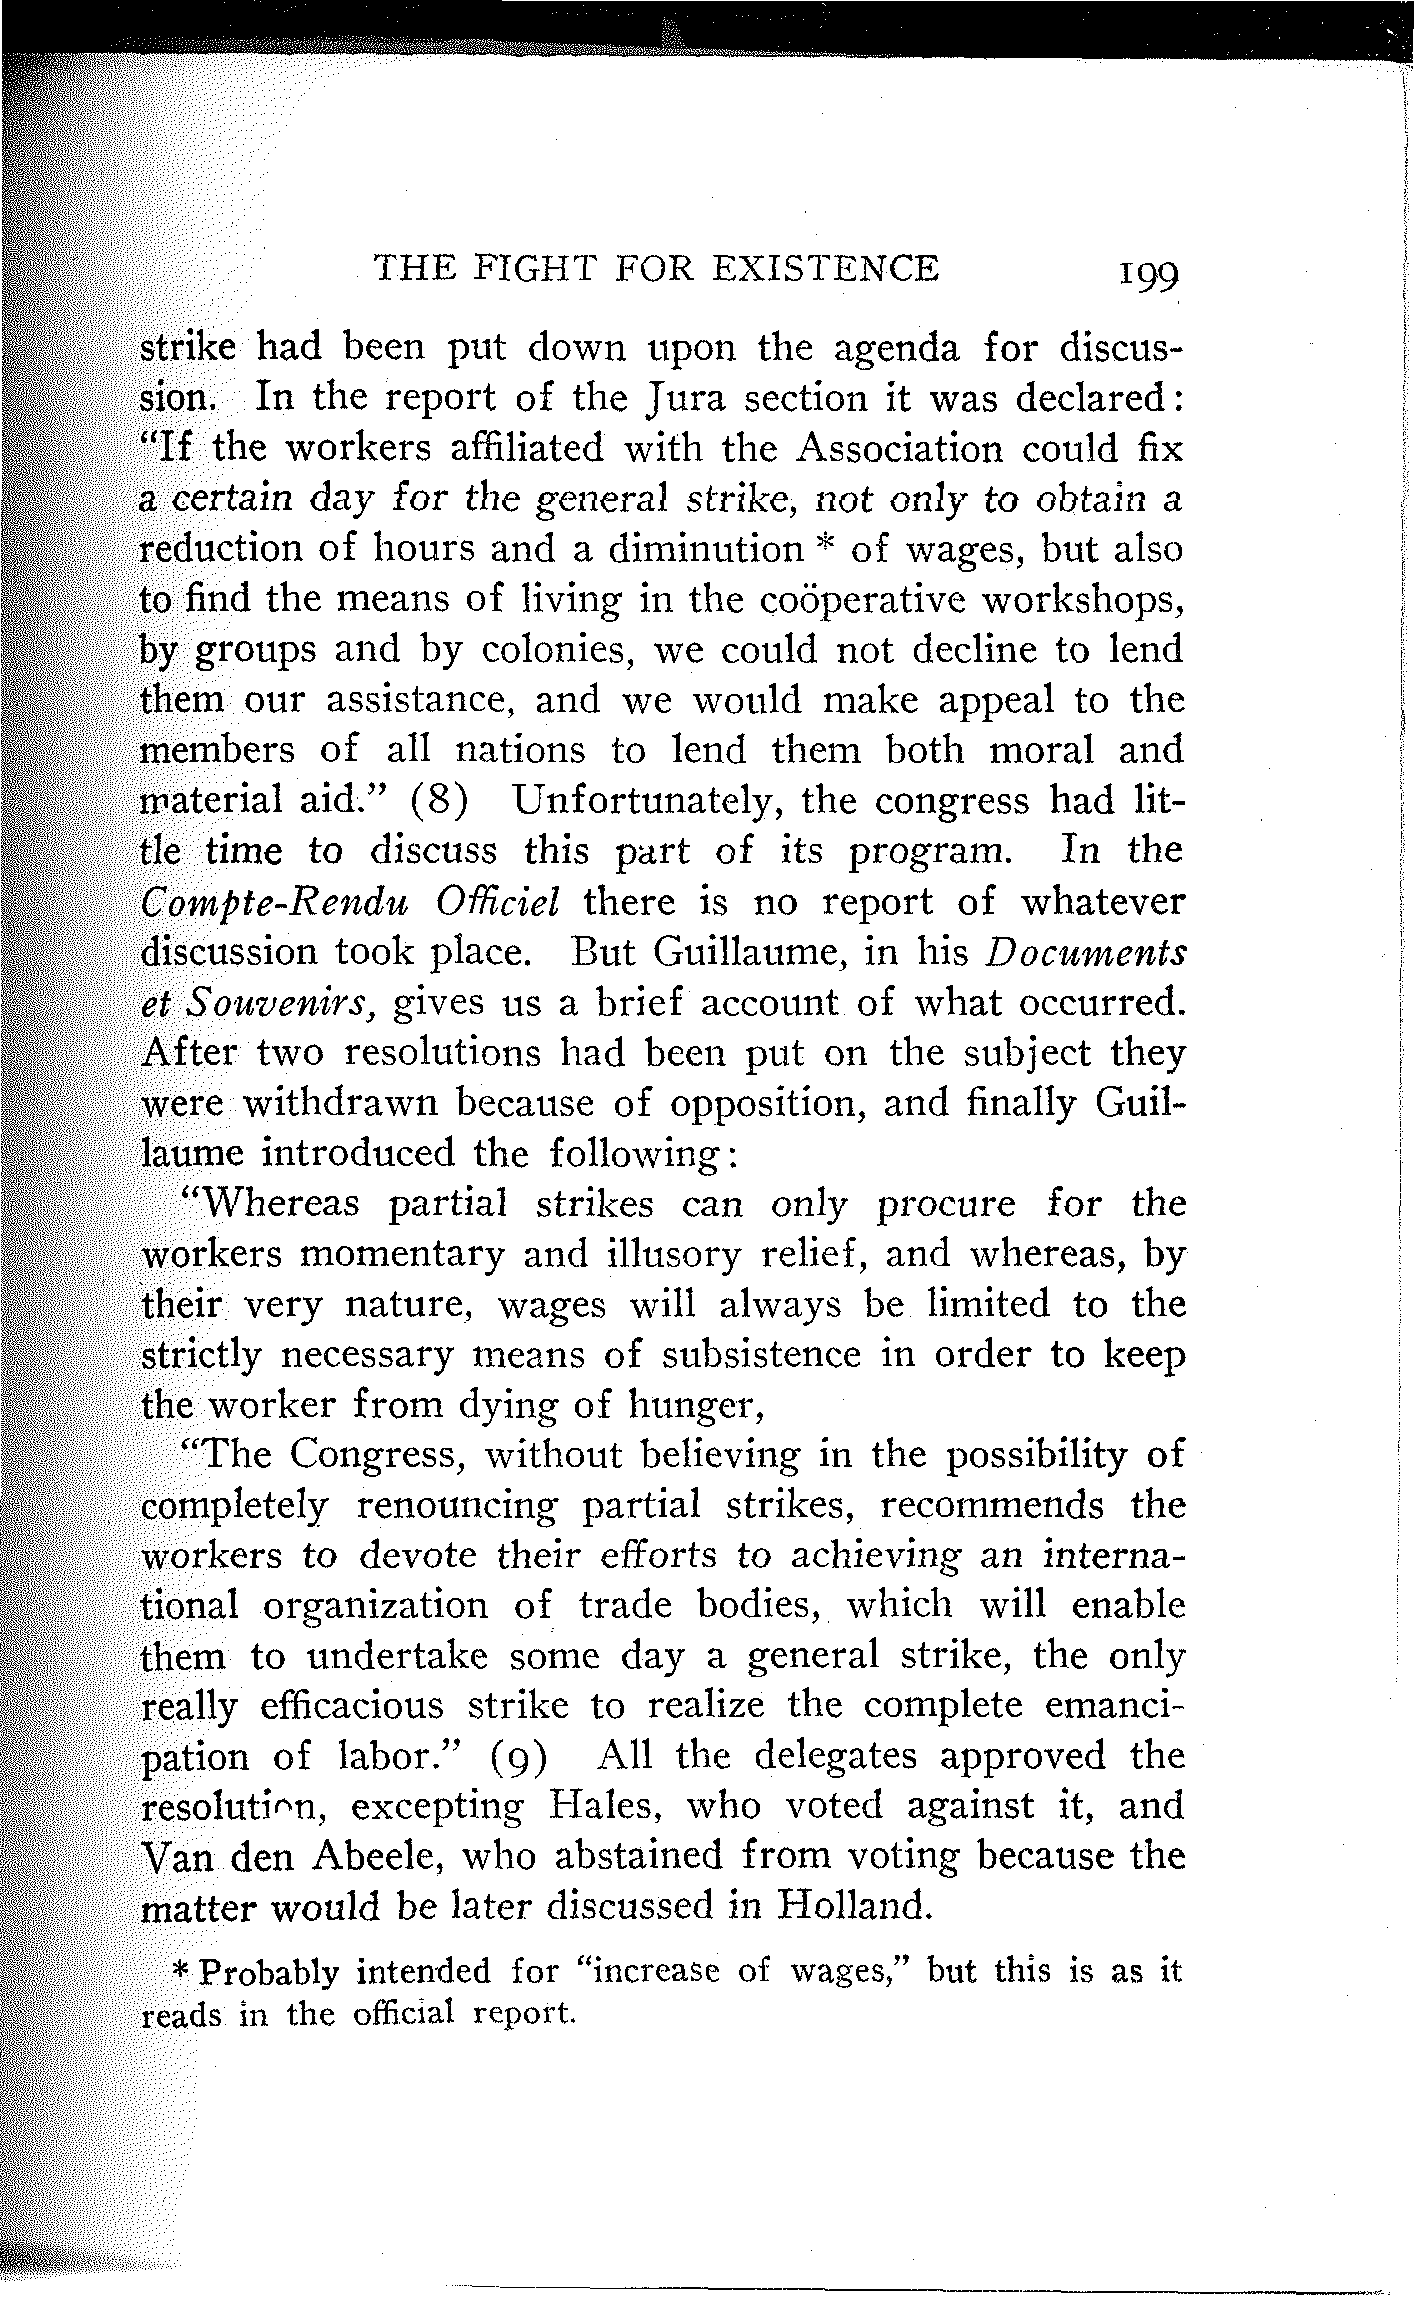 THE FIGHT FOR EXISTENCE 199
strike had been put down upon the agenda for discus-
sion. In the report of the Jura section it was declared:
“If the workers affiliated with the Association could fix
a certain day for the general strike, not only to obtain a
reduction of hours and a diminution * of wages, but also
to find the means of living in the coöperative workshops,
by groups and by colonies, we could not decline to lend
them our assistance, and we would make appeal to the
members of all nations to lend them both moral and
material aid.” (8) Unfortunately, the congress had lit-
tle time to discuss this part of its program. In the
Compte-Rendu Officiel there is no report of whatever
discussion took place. But Guillaume, in his Documents
et Souvenirs, gives us a brief account of what occurred.
After two resolutions had been put on the subject they
were withdrawn because of opposition, and finally Guil-
laume introduced the following:
“Whereas partial strikes can only procure for the
workers momentary and illusory relief, and whereas, by
their very nature, wages will always be limited to the
strictly necessary means of subsistence in order to keep
the worker from dying of hunger,
“The Congress, without believing in the possibility of
completely renouncing partial strikes, recommends the
workers to devote their efforts to achieving an interna-
tional organization of trade bodies, which will enable
them to undertake some day a general strike, the only
really efficacious strike to realize the complete emanci-
pation of labor.” (9) All the delegates approved the
resolution, excepting Hales, who voted against it, and
Van den Abeele, who abstained from voting because the
matter would be later discussed in Holland.
* Probably intended for “increase of wages,” but this is as it
reads in the official report.